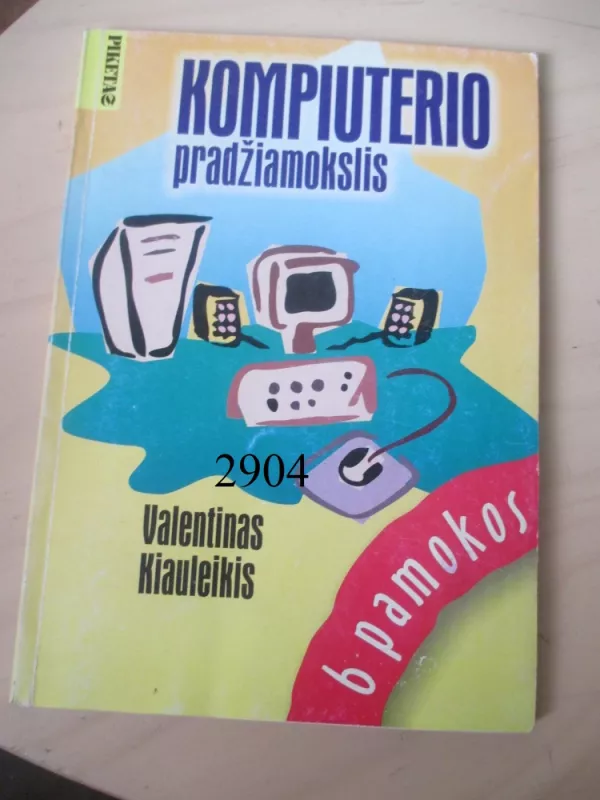 PIKETAS
KOMPIUTERIO
pradžiamokslis
2904
Valentinas
Kiauleikis
6 pamokos